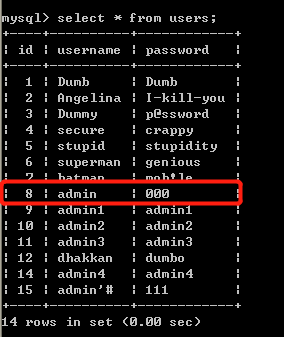 mysql> select * from users;
+----+----------+------------+
| id | username | password   |
+----+----------+------------+
|  1 | Dumb     | Dumb       |
|  2 | Angelina | I-kill-you |
|  3 | Dummy    | p@ssword   |
|  4 | secure   | crappy     |
|  5 | stupid   | stupidity  |
|  6 | superman | genious    |
|  7 | batman   | mob!le     |
|  8 | admin    | 000        |
|  9 | admin1   | admin1     |
| 10 | admin2   | admin2     |
| 11 | admin3   | admin3     |
| 12 | dhakkan  | dumbo      |
| 14 | admin4   | admin4     |
| 15 | admin'#  | 111        |
+----+----------+------------+
14 rows in set (0.00 sec)